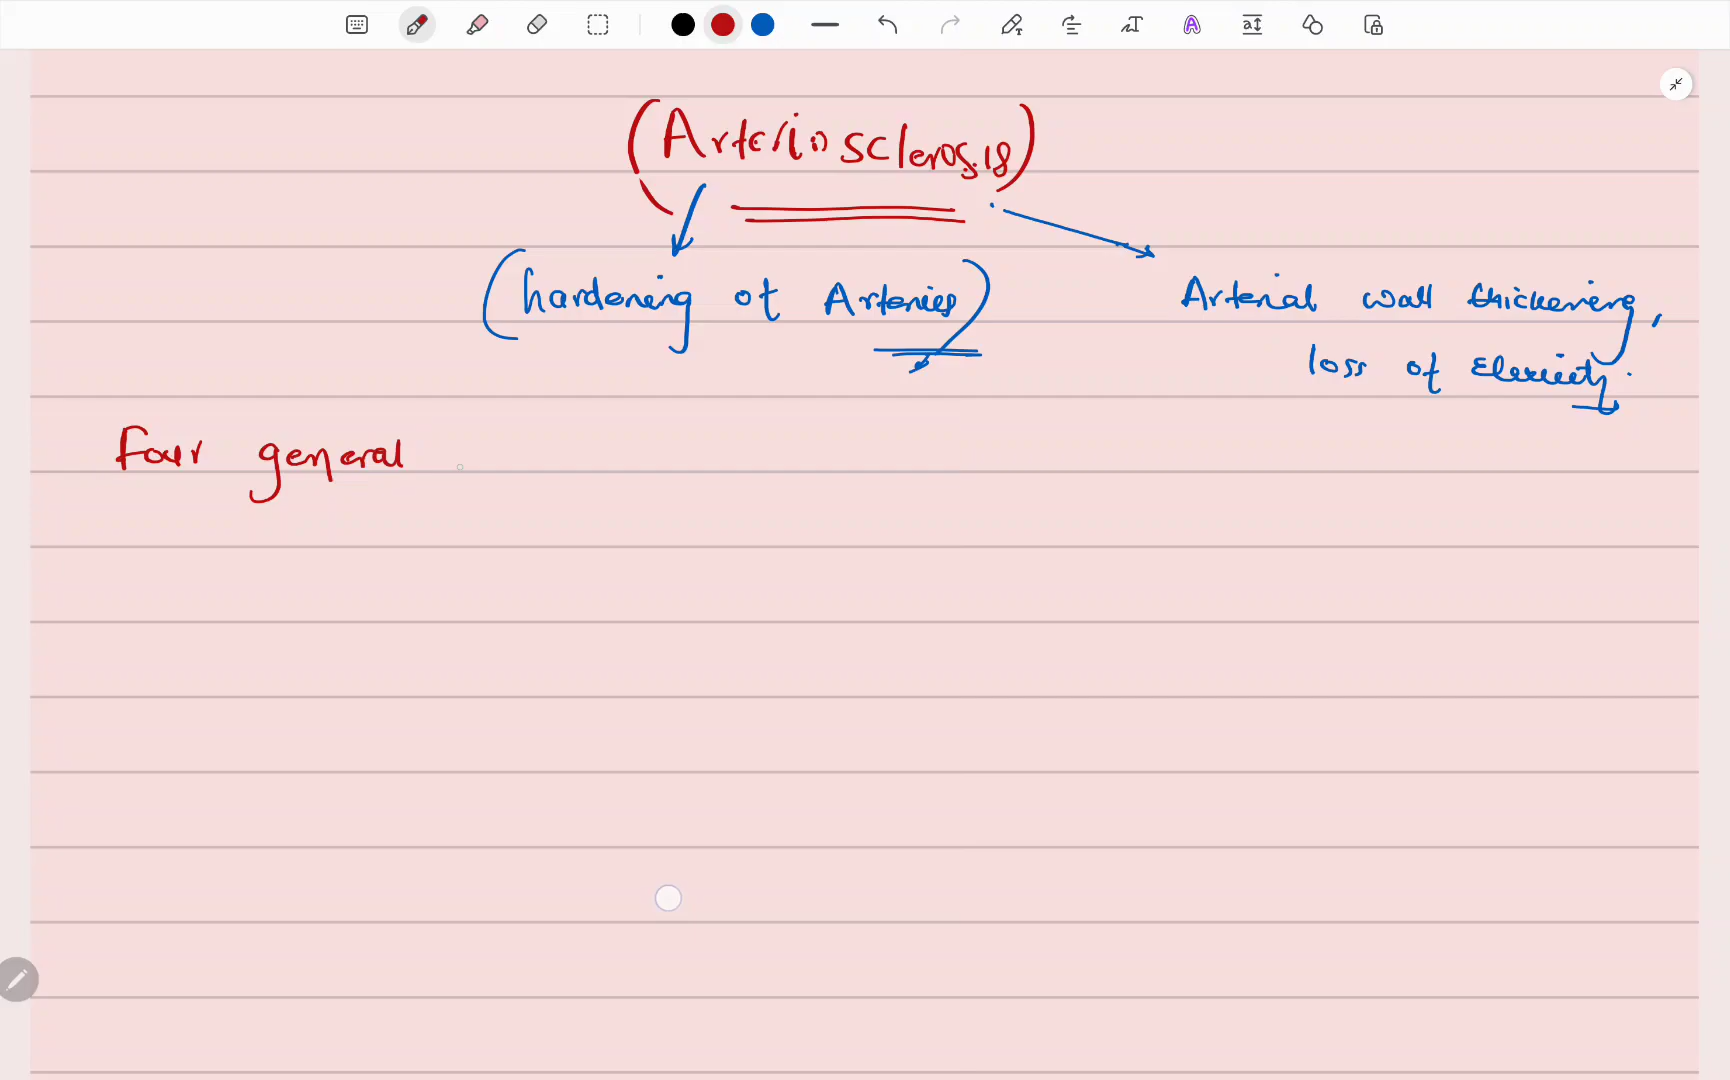 (Arteriosclerosis)
(hardening of Arteries)
Arterial wall thickening,
loss of Elasticity.
Four general